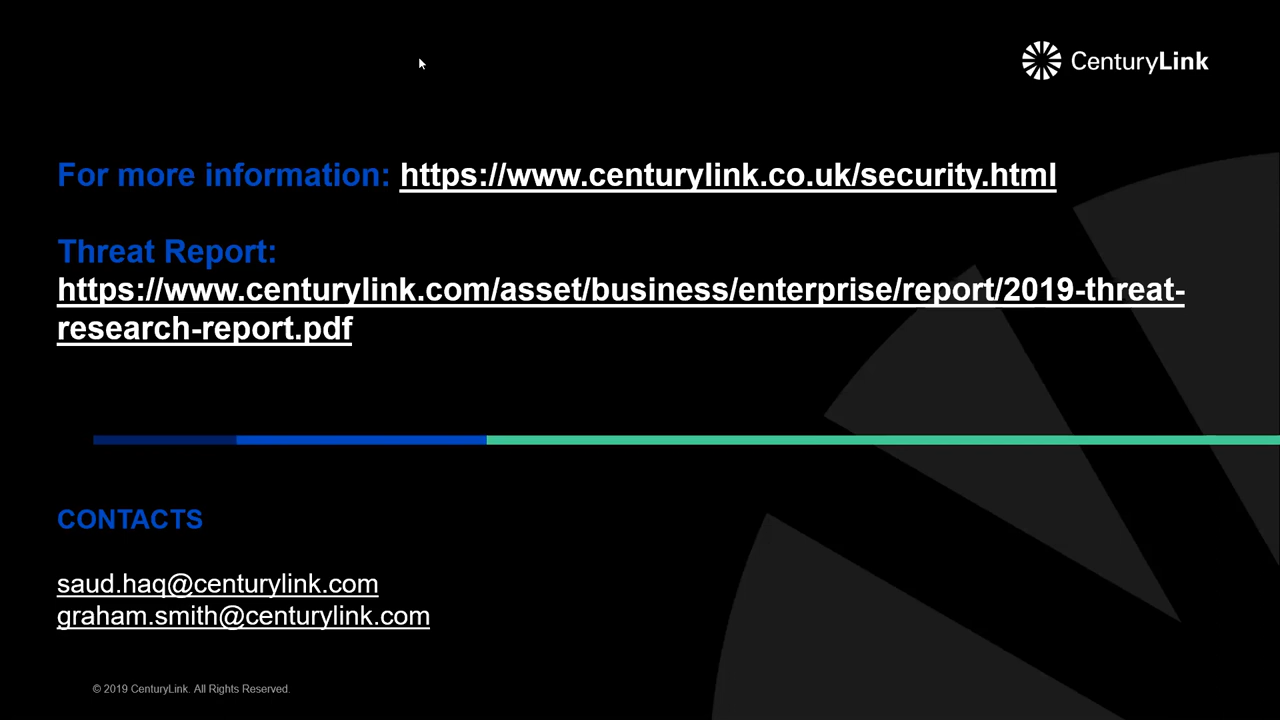 CenturyLink
For more information: https://www.centurylink.co.uk/security.html
Threat Report:
https://www.centurylink.com/asset/business/enterprise/report/2019-threat-
research-report.pdf
CONTACTS
saud.haq@centurylink.com
graham.smith@centurylink.com
© 2019 CenturyLink. All Rights Reserved.